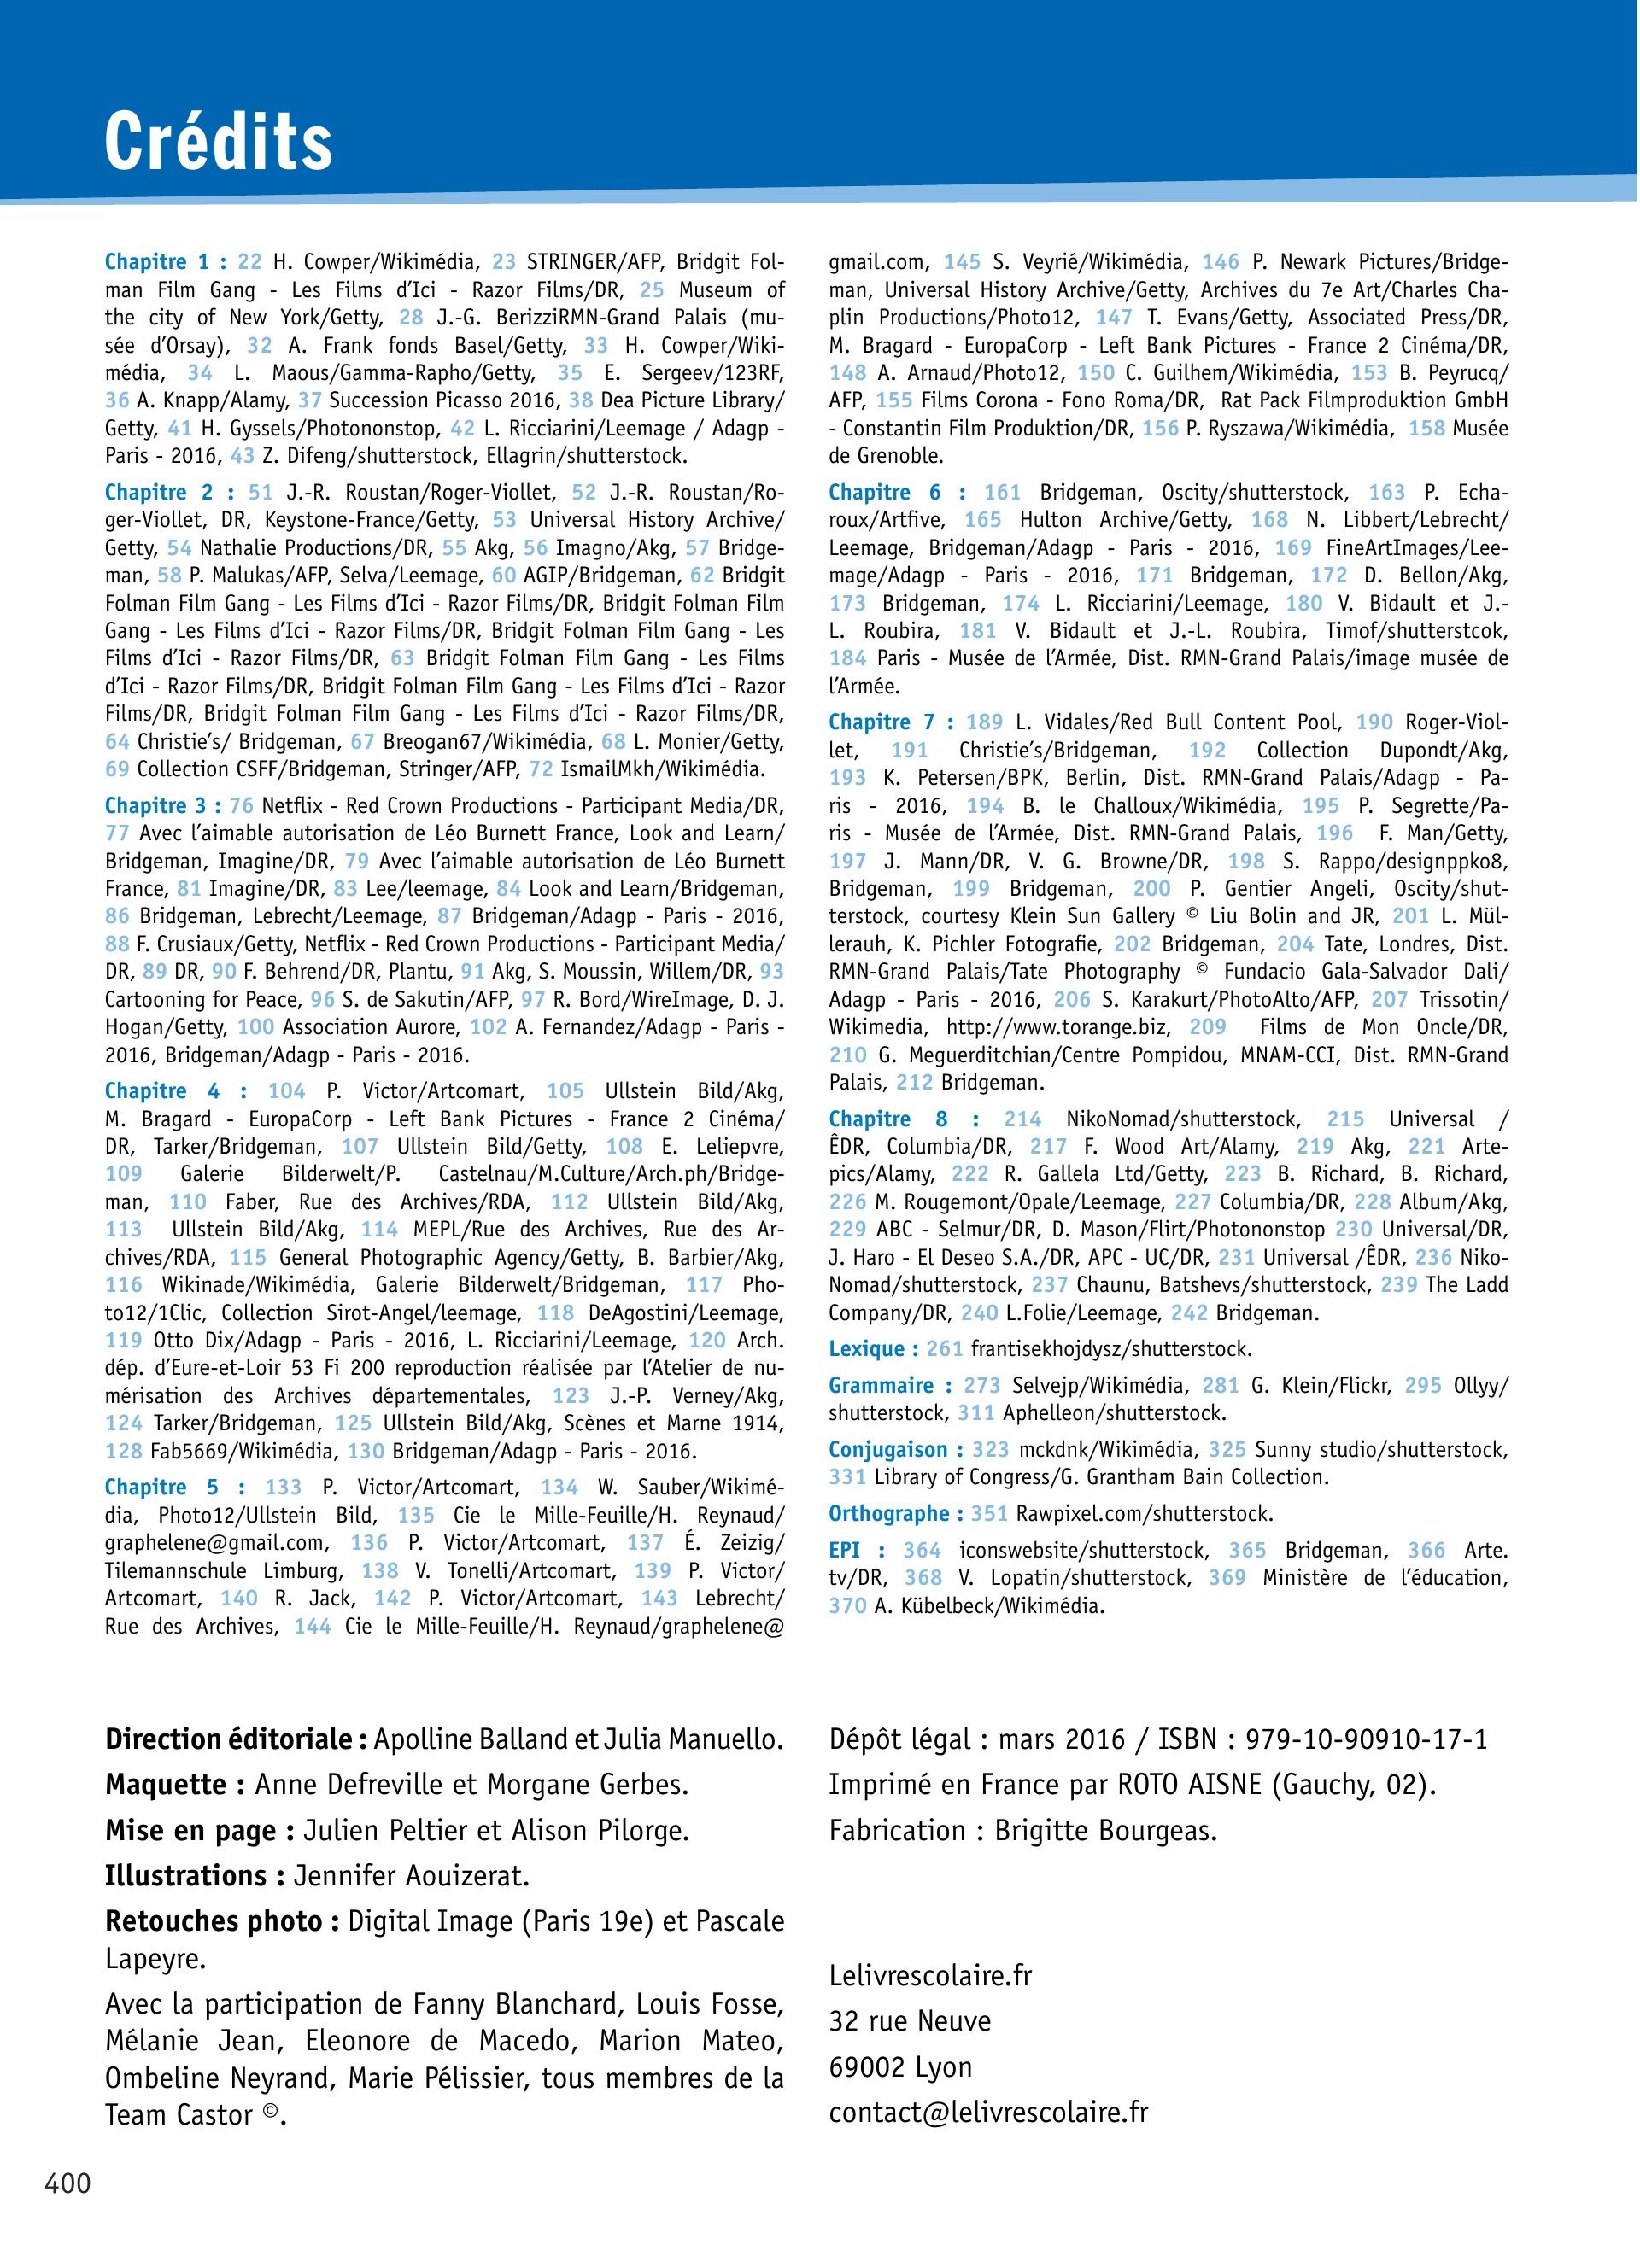 Crédits
Chapitre 1 : 22 H. Cowper/Wikimédia, 23 STRINGER/AFP, Bridgit Fol-
man Film Gang - Les Films d’Ici - Razor Films/DR, 25 Museum of
the city of New York/Getty, 28 J.-G. BerizziRMN-Grand Palais (mu-
sée d’Orsay), 32 A. Frank fonds Basel/Getty, 33 H. Cowper/Wiki-
média, 34 L. Maous/Gamma-Rapho/Getty, 35 E. Sergeev/123RF,
36 A. Knapp/Alamy, 37 Succession Picasso 2016, 38 Dea Picture Library/
Getty, 41 H. Gyssels/Photononstop, 42 L. Ricciarini/Leemage / Adagp -
Paris - 2016, 43 Z. Difeng/shutterstock, Ellagrin/shutterstock.
Chapitre 2 : 51 J.-R. Roustan/Roger-Viollet, 52 J.-R. Roustan/Ro-
ger-Viollet, DR, Keystone-France/Getty, 53 Universal History Archive/
Getty, 54 Nathalie Productions/DR, 55 Akg, 56 Imagno/Akg, 57 Bridge-
man, 58 P. Malukas/AFP, Selva/Leemage, 60 AGIP/Bridgeman, 62 Bridgit
Folman Film Gang - Les Films d’Ici - Razor Films/DR, Bridgit Folman Film
Gang - Les Films d’Ici - Razor Films/DR, Bridgit Folman Film Gang - Les
Films d’Ici - Razor Films/DR, 63 Bridgit Folman Film Gang - Les Films
d’Ici - Razor Films/DR, Bridgit Folman Film Gang - Les Films d’Ici - Razor
Films/DR, Bridgit Folman Film Gang - Les Films d’Ici - Razor Films/DR,
64 Christie’s/ Bridgeman, 67 Breogan67/Wikimédia, 68 L. Monier/Getty,
69 Collection CSFF/Bridgeman, Stringer/AFP, 72 IsmailMkh/Wikimédia.
Chapitre 3 : 76 Netflix - Red Crown Productions - Participant Media/DR,
77 Avec l’aimable autorisation de Léo Burnett France, Look and Learn/
Bridgeman, Imagine/DR, 79 Avec l’aimable autorisation de Léo Burnett
France, 81 Imagine/DR, 83 Lee/leemage, 84 Look and Learn/Bridgeman,
86 Bridgeman, Lebrecht/Leemage, 87 Bridgeman/Adagp - Paris - 2016,
88 F. Crusiaux/Getty, Netflix - Red Crown Productions - Participant Media/
DR, 89 DR, 90 F. Behrend/DR, Plantu, 91 Akg, S. Moussin, Willem/DR, 93
Cartooning for Peace, 96 S. de Sakutin/AFP, 97 R. Bord/WireImage, D. J.
Hogan/Getty, 100 Association Aurore, 102 A. Fernandez/Adagp - Paris -
2016, Bridgeman/Adagp - Paris - 2016.
Chapitre 4 : 104 P. Victor/Artcomart, 105 Ullstein Bild/Akg,
M. Bragard - EuropaCorp - Left Bank Pictures - France 2 Cinéma/
DR, Tarker/Bridgeman, 107 Ullstein Bild/Getty, 108 E. Leliepvre,
109 Galerie Bilderwelt/P. Castelnau/M.Culture/Arch.ph/Bridge-
man, 110 Faber, Rue des Archives/RDA, 112 Ullstein Bild/Akg,
113 Ullstein Bild/Akg, 114 MEPL/Rue des Archives, Rue des Ar-
chives/RDA, 115 General Photographic Agency/Getty, B. Barbier/Akg,
116 Wikinade/Wikimédia, Galerie Bilderwelt/Bridgeman, 117 Pho-
to12/1Clic, Collection Sirot-Angel/leemage, 118 DeAgostini/Leemage,
119 Otto Dix/Adagp - Paris - 2016, L. Ricciarini/Leemage, 120 Arch.
dép. d’Eure-et-Loir 53 Fi 200 reproduction réalisée par l’Atelier de nu-
mérisation des Archives départementales, 123 J.-P. Verney/Akg,
124 Tarker/Bridgeman, 125 Ullstein Bild/Akg, Scènes et Marne 1914,
128 Fab5669/Wikimédia, 130 Bridgeman/Adagp - Paris - 2016.
Chapitre 5 : 133 P. Victor/Artcomart, 134 W. Sauber/Wikimé-
dia, Photo12/Ullstein Bild, 135 Cie le Mille-Feuille/H. Reynaud/
graphelene@gmail.com, 136 P. Victor/Artcomart, 137 É. Zeizig/
Tilemannschule Limburg, 138 V. Tonelli/Artcomart, 139 P. Victor/
Artcomart, 140 R. Jack, 142 P. Victor/Artcomart, 143 Lebrecht/
Rue des Archives, 144 Cie le Mille-Feuille/H. Reynaud/graphelene@
gmail.com, 145 S. Veyrié/Wikimédia, 146 P. Newark Pictures/Bridge-
man, Universal History Archive/Getty, Archives du 7e Art/Charles Cha-
plin Productions/Photo12, 147 T. Evans/Getty, Associated Press/DR,
M. Bragard - EuropaCorp - Left Bank Pictures - France 2 Cinéma/DR,
148 A. Arnaud/Photo12, 150 C. Guilhem/Wikimédia, 153 B. Peyrucq/
AFP, 155 Films Corona - Fono Roma/DR, Rat Pack Filmproduktion GmbH
- Constantin Film Produktion/DR, 156 P. Ryszawa/Wikimédia, 158 Musée
de Grenoble.
Chapitre 6 : 161 Bridgeman, Oscity/shutterstock, 163 P. Echa-
roux/Artfive, 165 Hulton Archive/Getty, 168 N. Libbert/Lebrecht/
Leemage, Bridgeman/Adagp - Paris - 2016, 169 FineArtImages/Lee-
mage/Adagp - Paris - 2016, 171 Bridgeman, 172 D. Bellon/Akg,
173 Bridgeman, 174 L. Ricciarini/Leemage, 180 V. Bidault et J.-
L. Roubira, 181 V. Bidault et J.-L. Roubira, Timof/shutterstcok,
184 Paris - Musée de l’Armée, Dist. RMN-Grand Palais/image musée de
l’Armée.
Chapitre 7 : 189 L. Vidales/Red Bull Content Pool, 190 Roger-Viol-
let, 191 Christie’s/Bridgeman, 192 Collection Dupondt/Akg,
193 K. Petersen/BPK, Berlin, Dist. RMN-Grand Palais/Adagp - Pa-
ris - 2016, 194 B. le Challoux/Wikimédia, 195 P. Segrette/Pa-
ris - Musée de l’Armée, Dist. RMN-Grand Palais, 196 F. Man/Getty,
197 J. Mann/DR, V. G. Browne/DR, 198 S. Rappo/designppko8,
Bridgeman, 199 Bridgeman, 200 P. Gentier Angeli, Oscity/shut-
terstock, courtesy Klein Sun Gallery © Liu Bolin and JR, 201 L. Mül-
lerauh, K. Pichler Fotografie, 202 Bridgeman, 204 Tate, Londres, Dist.
RMN-Grand Palais/Tate Photography © Fundacio Gala-Salvador Dali/
Adagp - Paris - 2016, 206 S. Karakurt/PhotoAlto/AFP, 207 Trissotin/
Wikimedia, http://www.torange.biz, 209 Films de Mon Oncle/DR,
210 G. Meguerditchian/Centre Pompidou, MNAM-CCI, Dist. RMN-Grand
Palais, 212 Bridgeman.
Chapitre 8 : 214 NikoNomad/shutterstock, 215 Universal /
ÊDR, Columbia/DR, 217 F. Wood Art/Alamy, 219 Akg, 221 Arte-
pics/Alamy, 222 R. Gallela Ltd/Getty, 223 B. Richard, B. Richard,
226 M. Rougemont/Opale/Leemage, 227 Columbia/DR, 228 Album/Akg,
229 ABC - Selmur/DR, D. Mason/Flirt/Photononstop 230 Universal/DR,
J. Haro - El Deseo S.A./DR, APC - UC/DR, 231 Universal /ÊDR, 236 Niko-
Nomad/shutterstock, 237 Chaunu, Batshevs/shutterstock, 239 The Ladd
Company/DR, 240 L.Folie/Leemage, 242 Bridgeman.
Lexique : 261 frantisekhojdysz/shutterstock.
Grammaire : 273 Selvejp/Wikimédia, 281 G. Klein/Flickr, 295 Ollyy/
shutterstock, 311 Aphelleon/shutterstock.
Conjugaison : 323 mckdnk/Wikimédia, 325 Sunny studio/shutterstock,
331 Library of Congress/G. Grantham Bain Collection.
Orthographe : 351 Rawpixel.com/shutterstock.
EPI : 364 iconswebsite/shutterstock, 365 Bridgeman, 366 Arte.
tv/DR, 368 V. Lopatin/shutterstock, 369 Ministère de l’éducation,
370 A. Kübelbeck/Wikimédia.
Direction éditoriale : Apolline Balland et Julia Manuello.
Maquette : Anne Defreville et Morgane Gerbes.
Mise en page : Julien Peltier et Alison Pilorge.
Illustrations : Jennifer Aouizerat.
Retouches photo : Digital Image (Paris 19e) et Pascale
Lapeyre.
Avec la participation de Fanny Blanchard, Louis Fosse,
Mélanie Jean, Eleonore de Macedo, Marion Mateo,
Ombeline Neyrand, Marie Pélissier, tous membres de la
Team Castor ©.
Dépôt légal : mars 2016 / ISBN : 979-10-90910-17-1
Imprimé en France par ROTO AISNE (Gauchy, 02).
Fabrication : Brigitte Bourgeas.
Lelivrescolaire.fr
32 rue Neuve
69002 Lyon
contact@lelivrescolaire.fr
400